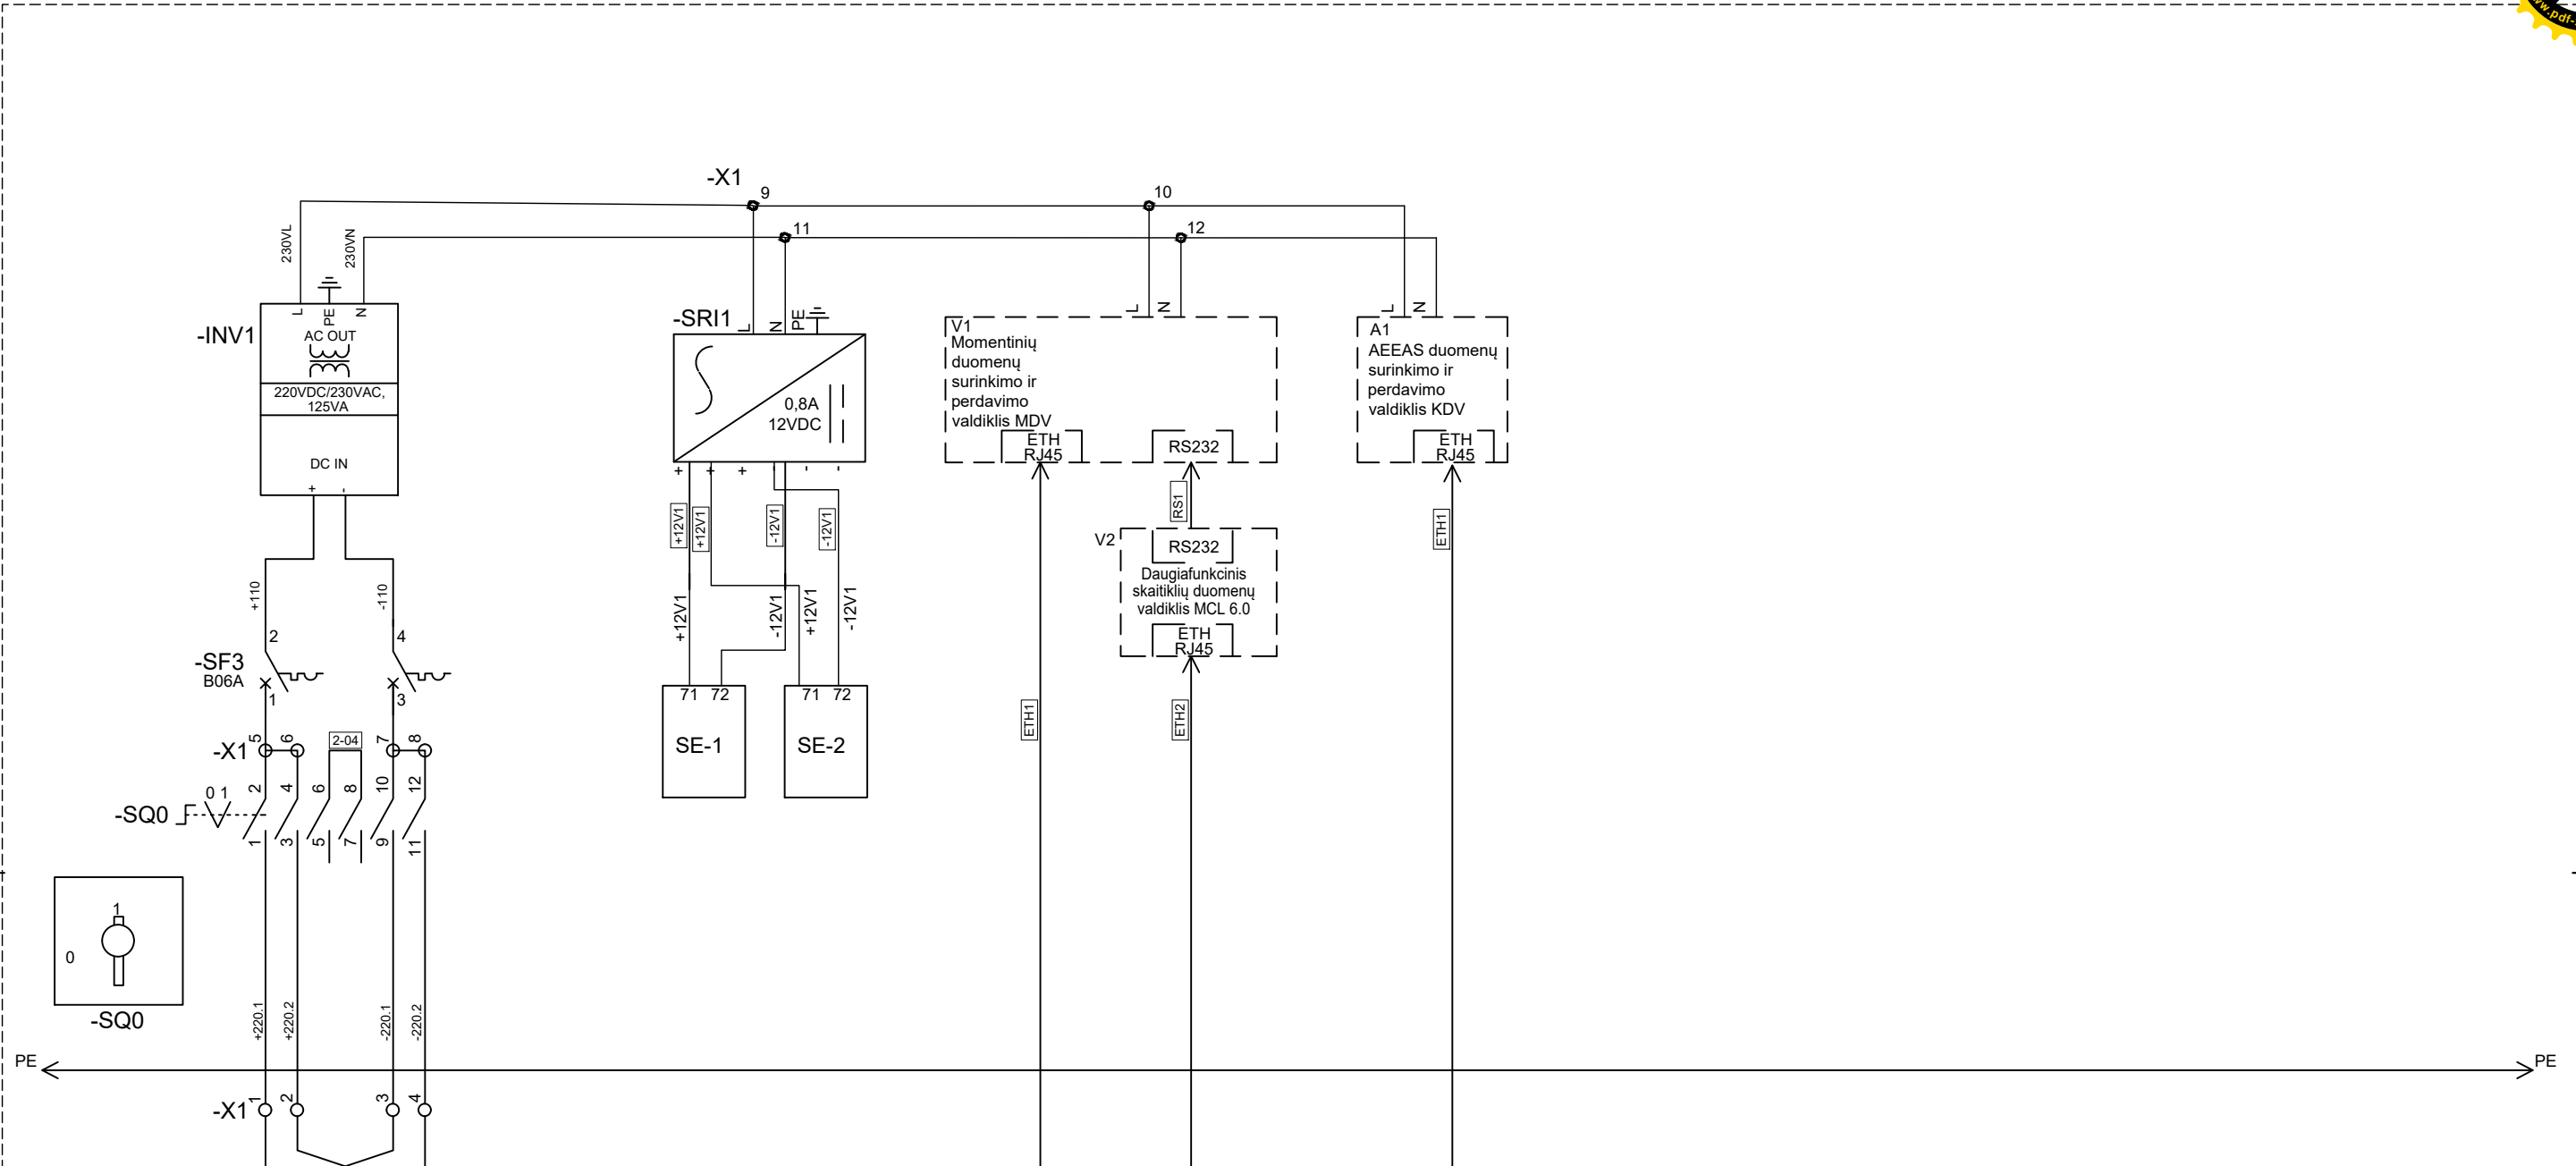 www.pdf-
-X1
9
10
11
12
230VL
230VN
-INV1
L
PE
N
AC OUT
220VDC/230VAC,
125VA
DC IN
+
-
-SRI1
L
N
PE
0,8A
12VDC
+
+
+
-
-
-
L
N
V1
Momentinių
duomenų
surinkimo ir
perdavimo
valdiklis MDV
ETH
RJ45
RS232
L
N
A1
AEEAS duomenų
surinkimo ir
perdavimo
valdiklis KDV
ETH
RJ45
+12V1
+12V1
-12V1
-12V1
RS1
ETH1
V2
RS232
Daugiafunkcinis
skaitiklių duomenų
valdiklis MCL 6.0
ETH
RJ45
+110
-110
+12V1
-12V1
+12V1
-12V1
2
4
-SF3
B06A
1
3
71 72
SE-1
71 72
SE-2
ETH1
ETH2
-X1
5
6
2-04
7
8
-SQ0
0 1
2
4
6
8
10
12
1
3
5
7
9
11
1
0
-SQ0
+220.1
+220.2
-220.1
-220.2
PE
PE
-X1
1
2
3
4